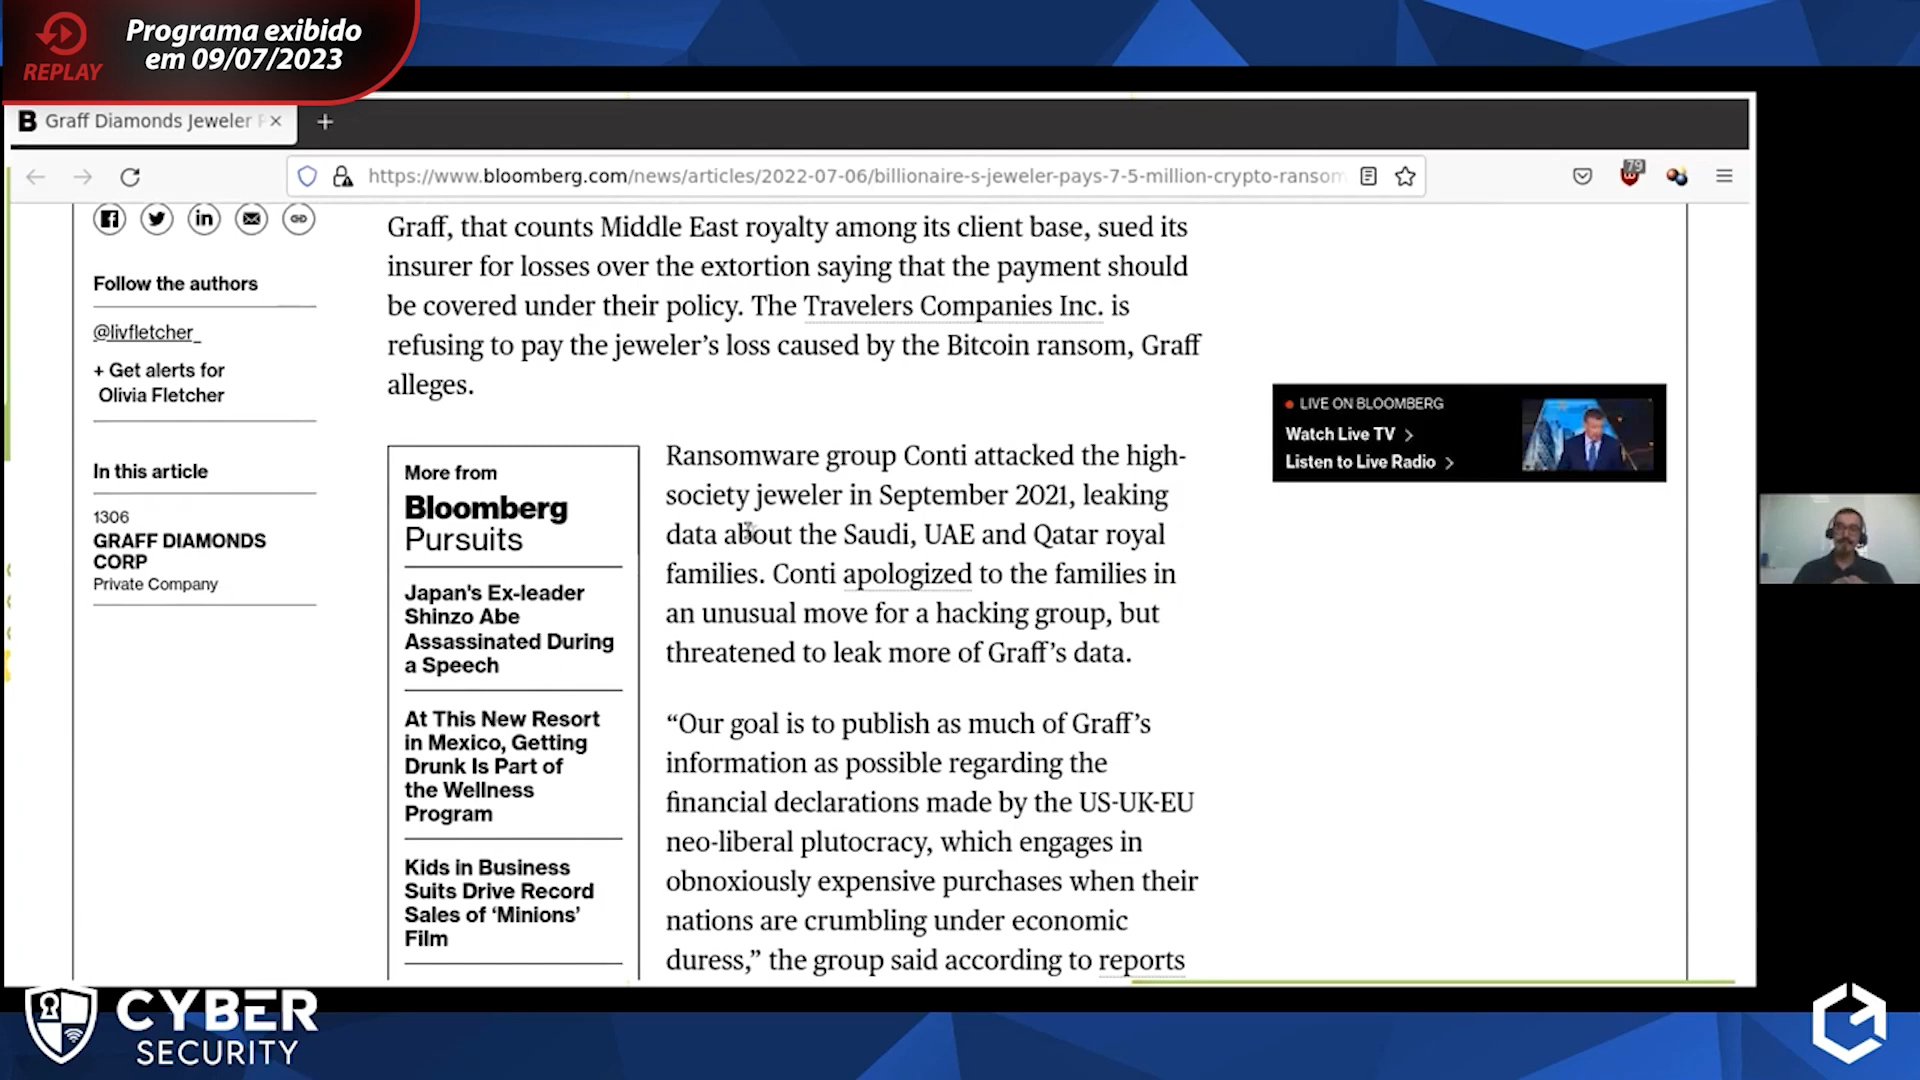 REPLAY
Programa exibido
em 09/07/2023
B Graff Diamonds Jeweler
https://www.bloomberg.com/news/articles/2022-07-06/billionaire-s-jeweler-pays-7-5-million-crypto-ransom
79
Graff, that counts Middle East royalty among its client base, sued its
insurer for losses over the extortion saying that the payment should
be covered under their policy. The Travelers Companies Inc. is
refusing to pay the jeweler’s loss caused by the Bitcoin ransom, Graff
alleges.
Follow the authors
@livfletcher_
+ Get alerts for
Olivia Fletcher
In this article
1306
GRAFF DIAMONDS
CORP
Private Company
More from
Bloomberg
Pursuits
Japan's Ex-leader
Shinzo Abe
Assassinated During
a Speech
At This New Resort
in Mexico, Getting
Drunk Is Part of
the Wellness
Program
Kids in Business
Suits Drive Record
Sales of ‘Minions’
Film
Ransomware group Conti attacked the high-
society jeweler in September 2021, leaking
data about the Saudi, UAE and Qatar royal
families. Conti apologized to the families in
an unusual move for a hacking group, but
threatened to leak more of Graff’s data.
“Our goal is to publish as much of Graff’s
information as possible regarding the
financial declarations made by the US-UK-EU
neo-liberal plutocracy, which engages in
obnoxiously expensive purchases when their
nations are crumbling under economic
duress,” the group said according to reports
LIVE ON BLOOMBERG
Watch Live TV
Listen to Live Radio
CYBER
SECURITY